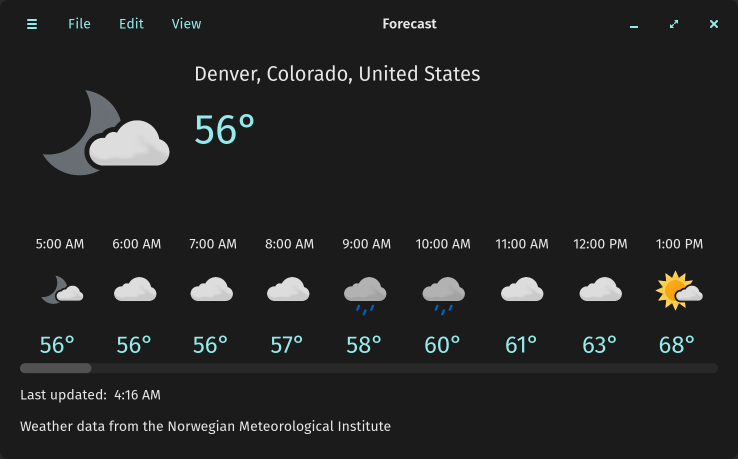 File Edit View Forecast
Denver, Colorado, United States
56°
5:00 AM 6:00 AM 7:00 AM 8:00 AM 9:00 AM 10:00 AM 11:00 AM 12:00 PM 1:00 PM
56° 56° 56° 57° 58° 60° 61° 63° 68°
Last updated: 4:16 AM
Weather data from the Norwegian Meteorological Institute